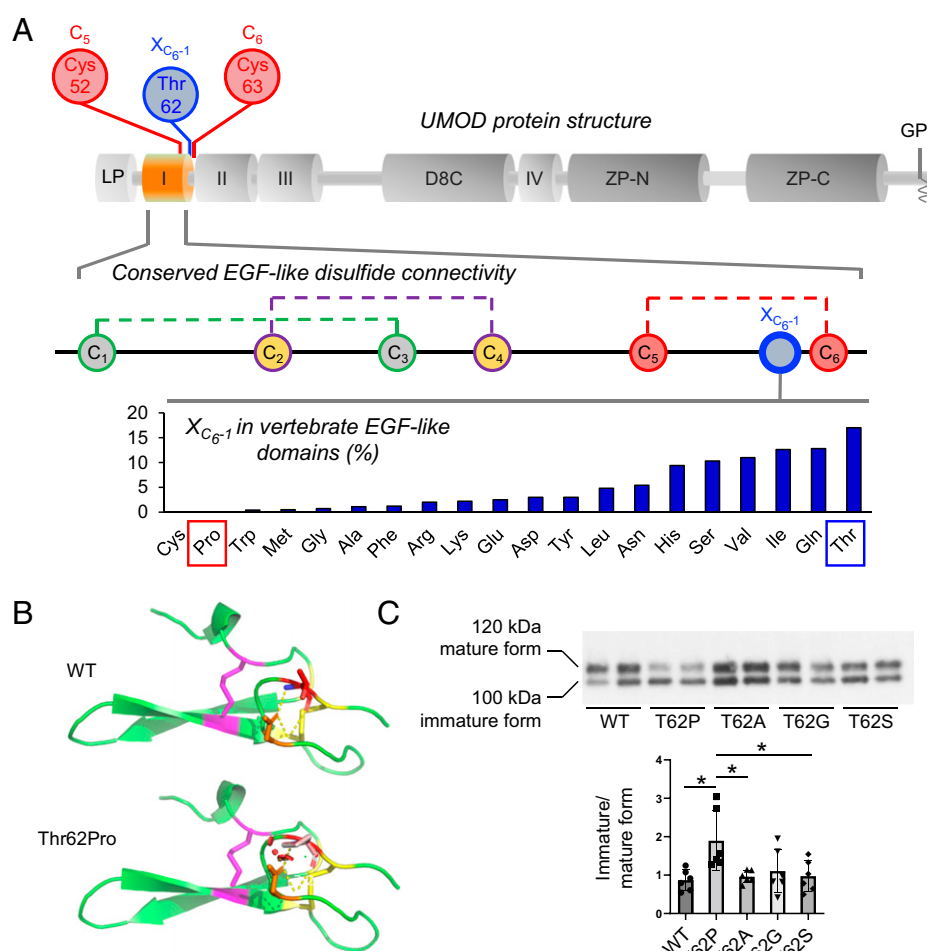 A
C5
XC6-1
C6
Cys
52
Thr
62
Cys
63
UMOD protein structure
GP
LP
I
II
III
D8C
IV
ZP-N
ZP-C
Conserved EGF-like disulfide connectivity
XC6-1
C1
C2
C3
C4
C5
C6
20
15
10
5
0
XC6-1 in vertebrate EGF-like
domains (%)
Cys Pro Trp Met Gly Ala Phe Arg Lys Glu Asp Tyr Leu Asn His Ser Val Ile Gln Thr
B
WT
Thr62Pro
C
120 kDa
mature form
100 kDa
immature form
WT T62P T62A T62G T62S
* * *
4
3
2
1
0
Immature/
mature form
WT